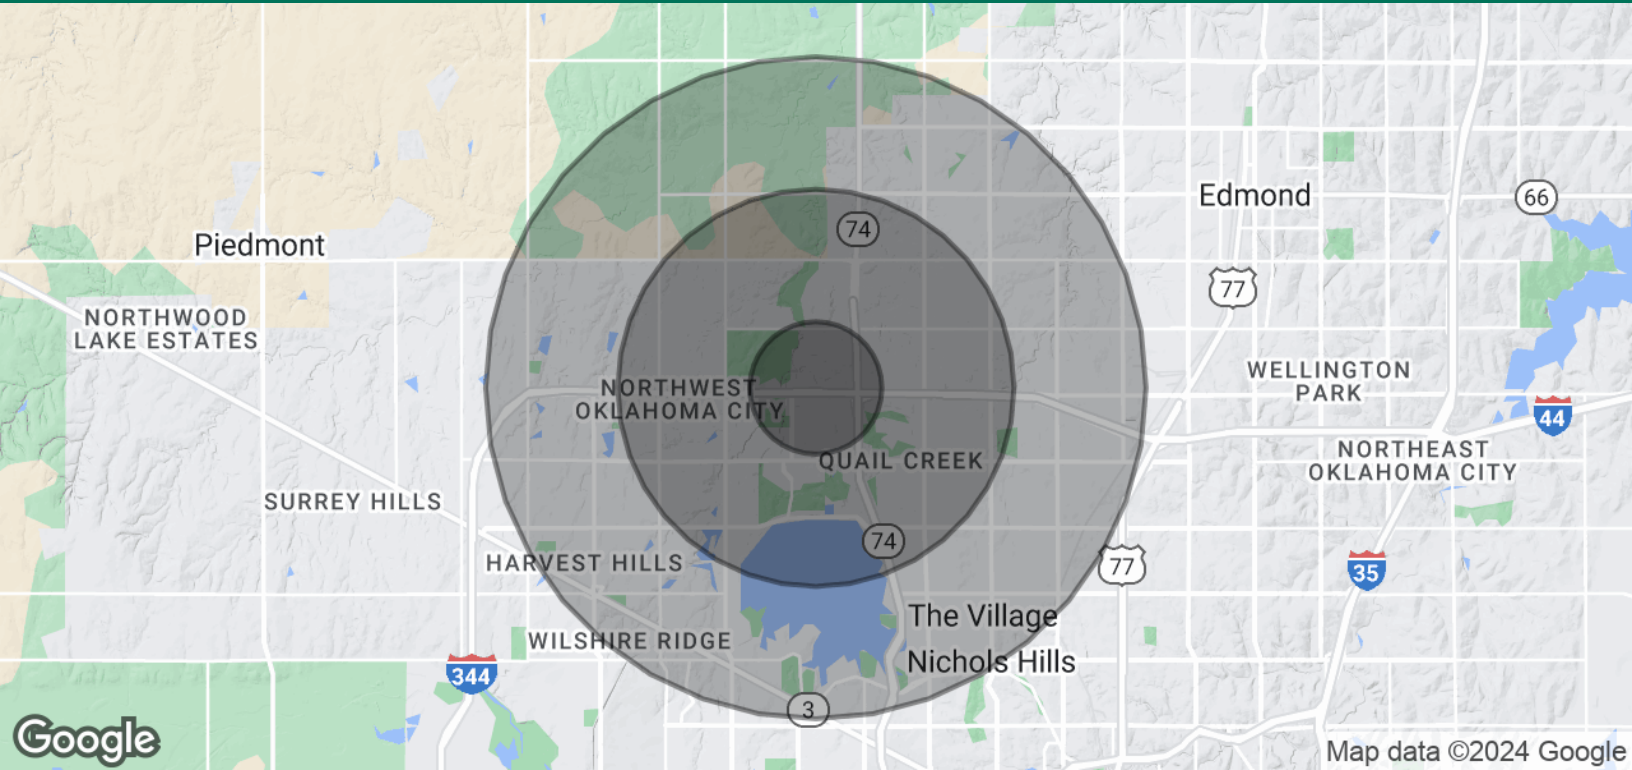 74
Edmond
66
Piedmont
77
NORTHWOOD
LAKE ESTATES
WELLINGTON
PARK
NORTHWEST
OKLAHOMA CITY
44
QUAIL CREEK
NORTHEAST
OKLAHOMA CITY
SURREY HILLS
74
HARVEST HILLS
77
35
The Village
WILSHIRE RIDGE
Nichols Hills
344
3
Google
Map data ©2024 Google